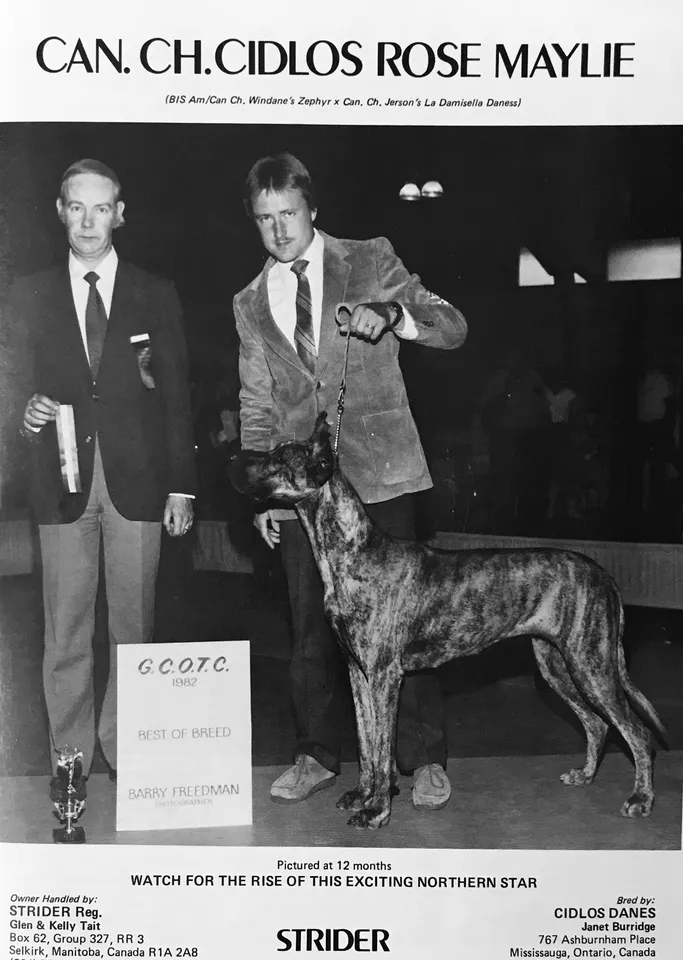 CAN. CH.CIDLOS ROSE MAYLIE
(BIS Am/Can Ch. Windane's Zephyr x Can. Ch. Jerson's La Damisella Daness)
G.C.O.T.C.
1982
BEST OF BREED
BARRY FREEDMAN
PHOTOGRAPHER
Pictured at 12 months
WATCH FOR THE RISE OF THIS EXCITING NORTHERN STAR
Owner Handled by:
STRIDER Reg.
Glen & Kelly Tait
Box 62, Group 327, RR 3
Selkirk, Manitoba, Canada R1A 2A8
STRIDER
Bred by:
CIDLOS DANES
Janet Burridge
767 Ashburnham Place
Mississauga, Ontario, Canada